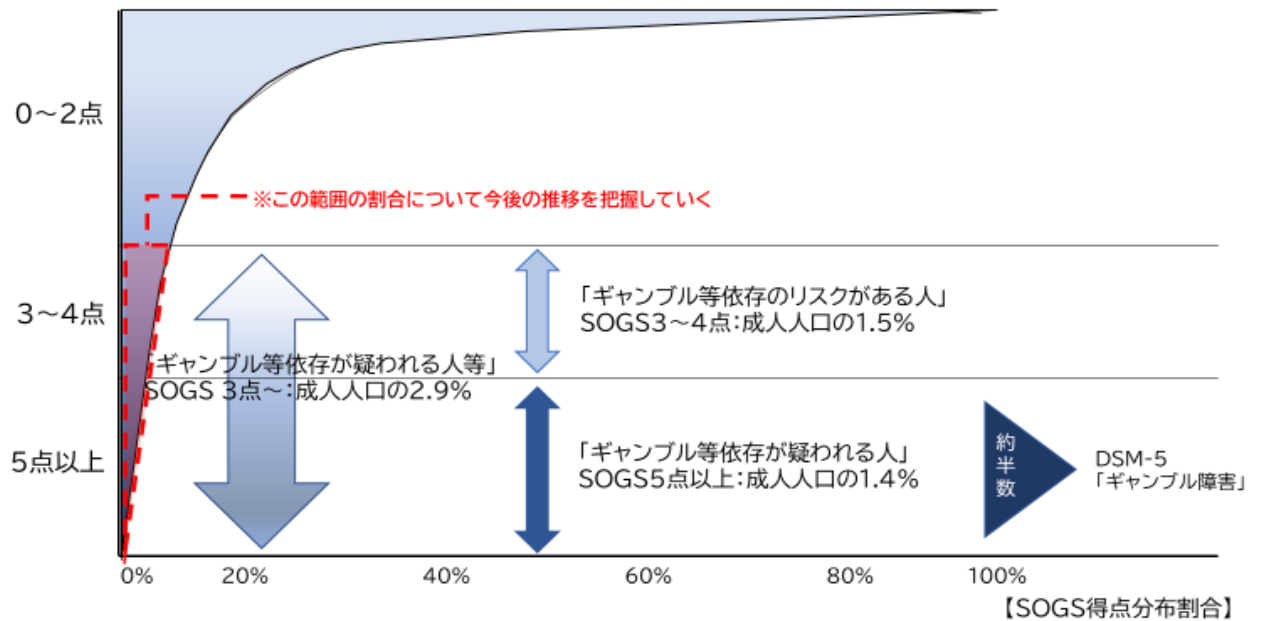 0～2点
※この範囲の割合について今後の推移を把握していく
3～4点
「ギャンブル等依存のリスクがある人」
SOGS3～4点：成人人口の1.5%
「ギャンブル等依存が疑われる人等」
SOGS 3点～：成人人口の2.9%
5点以上
「ギャンブル等依存が疑われる人」
SOGS5点以上：成人人口の1.4%
約半数
DSM-5
「ギャンブル障害」
0% 20% 40% 60% 80% 100%
【SOGS得点分布割合】